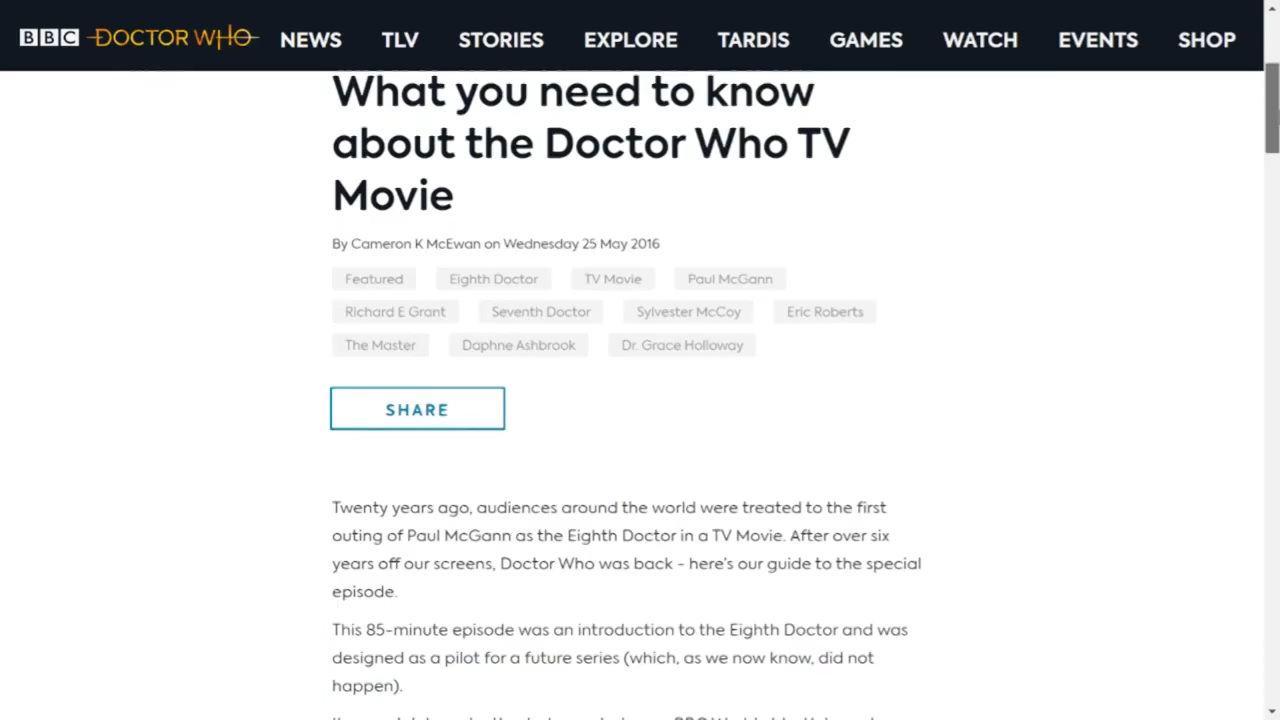 BBC DOCTOR WHO NEWS TLV STORIES EXPLORE TARDIS GAMES WATCH EVENTS SHOP
What you need to know
about the Doctor Who TV
Movie
By Cameron K McEwan on Wednesday 25 May 2016
Featured Eighth Doctor TV Movie Paul McGann
Richard E Grant Seventh Doctor Sylvester McCoy Eric Roberts
The Master Daphne Ashbrook Dr. Grace Holloway
SHARE
Twenty years ago, audiences around the world were treated to the first
outing of Paul McGann as the Eighth Doctor in a TV Movie. After over six
years off our screens, Doctor Who was back - here's our guide to the special
episode.
This 85-minute episode was an introduction to the Eighth Doctor and was
designed as a pilot for a future series (which, as we now know, did not
happen).